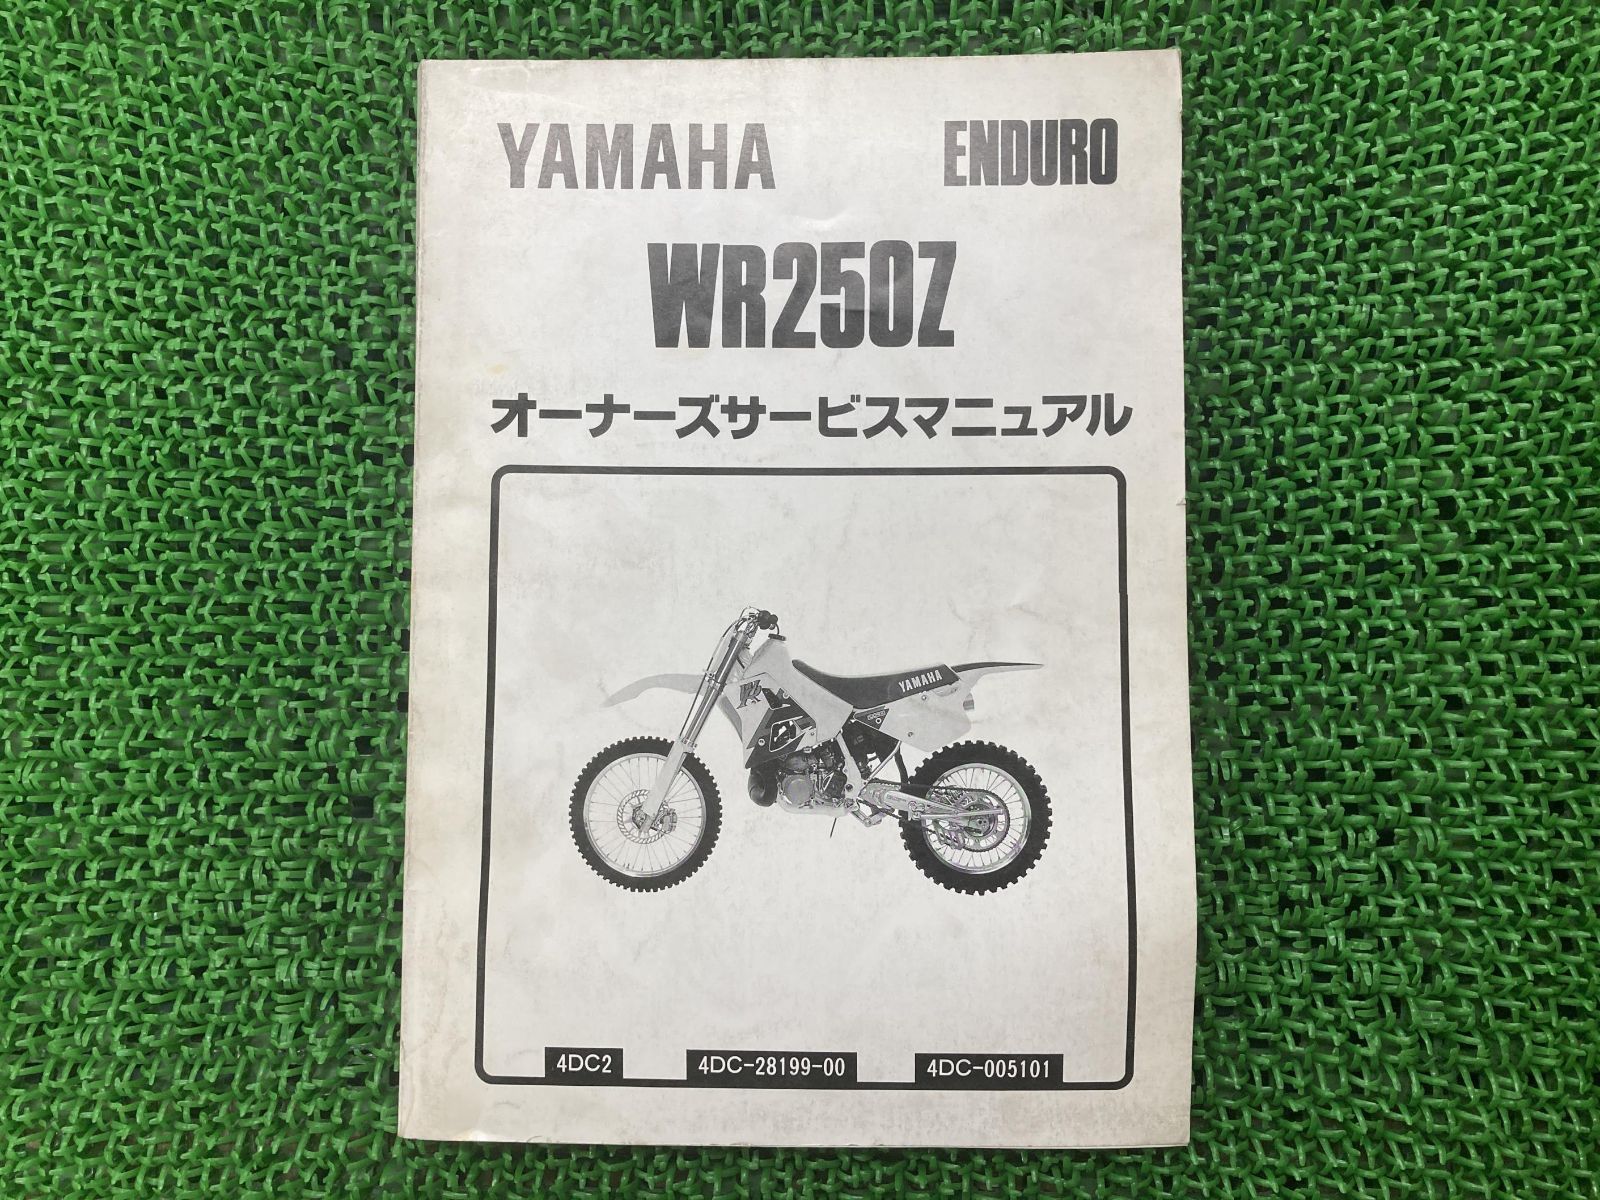 YAMAHA ENDURO
WR250Z
オーナーズサービスマニュアル
YAMAHA
4DC2 4DC-28199-00 4DC-005101